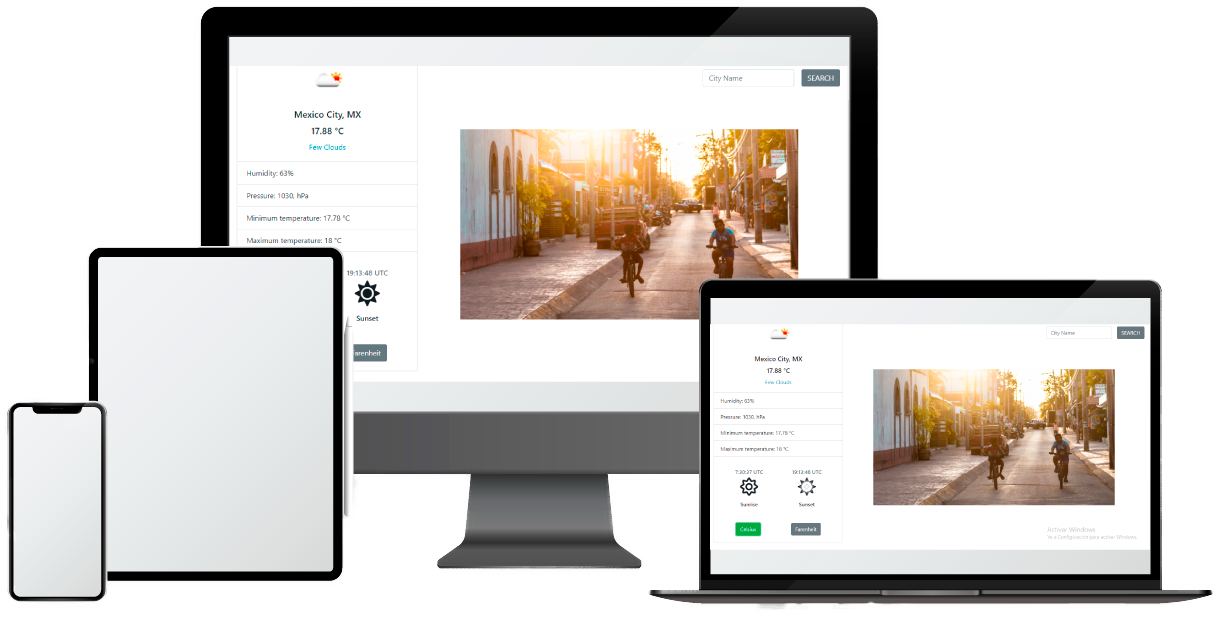 City Name
SEARCH
Mexico City, MX
17.88 °C
Few Clouds
Humidity: 63%
Pressure: 1030, hPa
Minimum temperature: 17.78 °C
Maximum temperature: 18 °C
19:13:48 UTC
Sunset
arenheit
City Name
SEARCH
Mexico City, MX
17.88 °C
Few Clouds
Humidity: 63%
Pressure: 1030, hPa
Minimum temperature: 17.78 °C
Maximum temperature: 18 °C
7:30:37 UTC
19:13:48 UTC
Sunrise
Sunset
Celsius
Farenheit
Activar Windows
Ve a Configuración para activar Windows.